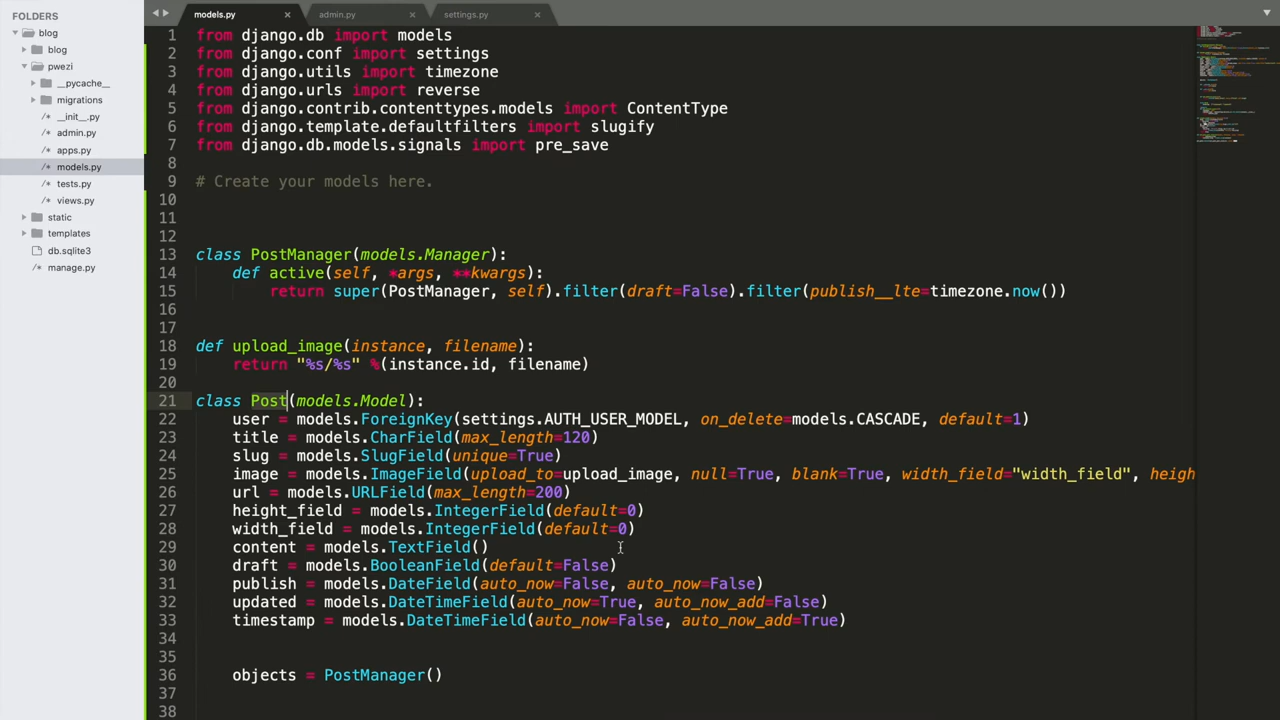 FOLDERS
blog
blog
pwezi
__pycache__
migrations
__init__.py
admin.py
apps.py
models.py
tests.py
views.py
static
templates
db.sqlite3
manage.py
models.py
admin.py
settings.py
1 from django.db import models
2 from django.conf import settings
3 from django.utils import timezone
4 from django.urls import reverse
5 from django.contrib.contenttypes.models import ContentType
6 from django.template.defaultfilters import slugify
7 from django.db.models.signals import pre_save
8
9 # Create your models here.
10
11
12
13 class PostManager(models.Manager):
14     def active(self, *args, **kwargs):
15         return super(PostManager, self).filter(draft=False).filter(publish__lte=timezone.now())
16
17
18 def upload_image(instance, filename):
19     return "%s/%s" %(instance.id, filename)
20
21 class Post(models.Model):
22     user = models.ForeignKey(settings.AUTH_USER_MODEL, on_delete=models.CASCADE, default=1)
23     title = models.CharField(max_length=120)
24     slug = models.SlugField(unique=True)
25     image = models.ImageField(upload_to=upload_image, null=True, blank=True, width_field="width_field", heigh
26     url = models.URLField(max_length=200)
27     height_field = models.IntegerField(default=0)
28     width_field = models.IntegerField(default=0)
29     content = models.TextField()
30     draft = models.BooleanField(default=False)
31     publish = models.DateField(auto_now=False, auto_now=False)
32     updated = models.DateTimeField(auto_now=True, auto_now_add=False)
33     timestamp = models.DateTimeField(auto_now=False, auto_now_add=True)
34
35
36     objects = PostManager()
37
38